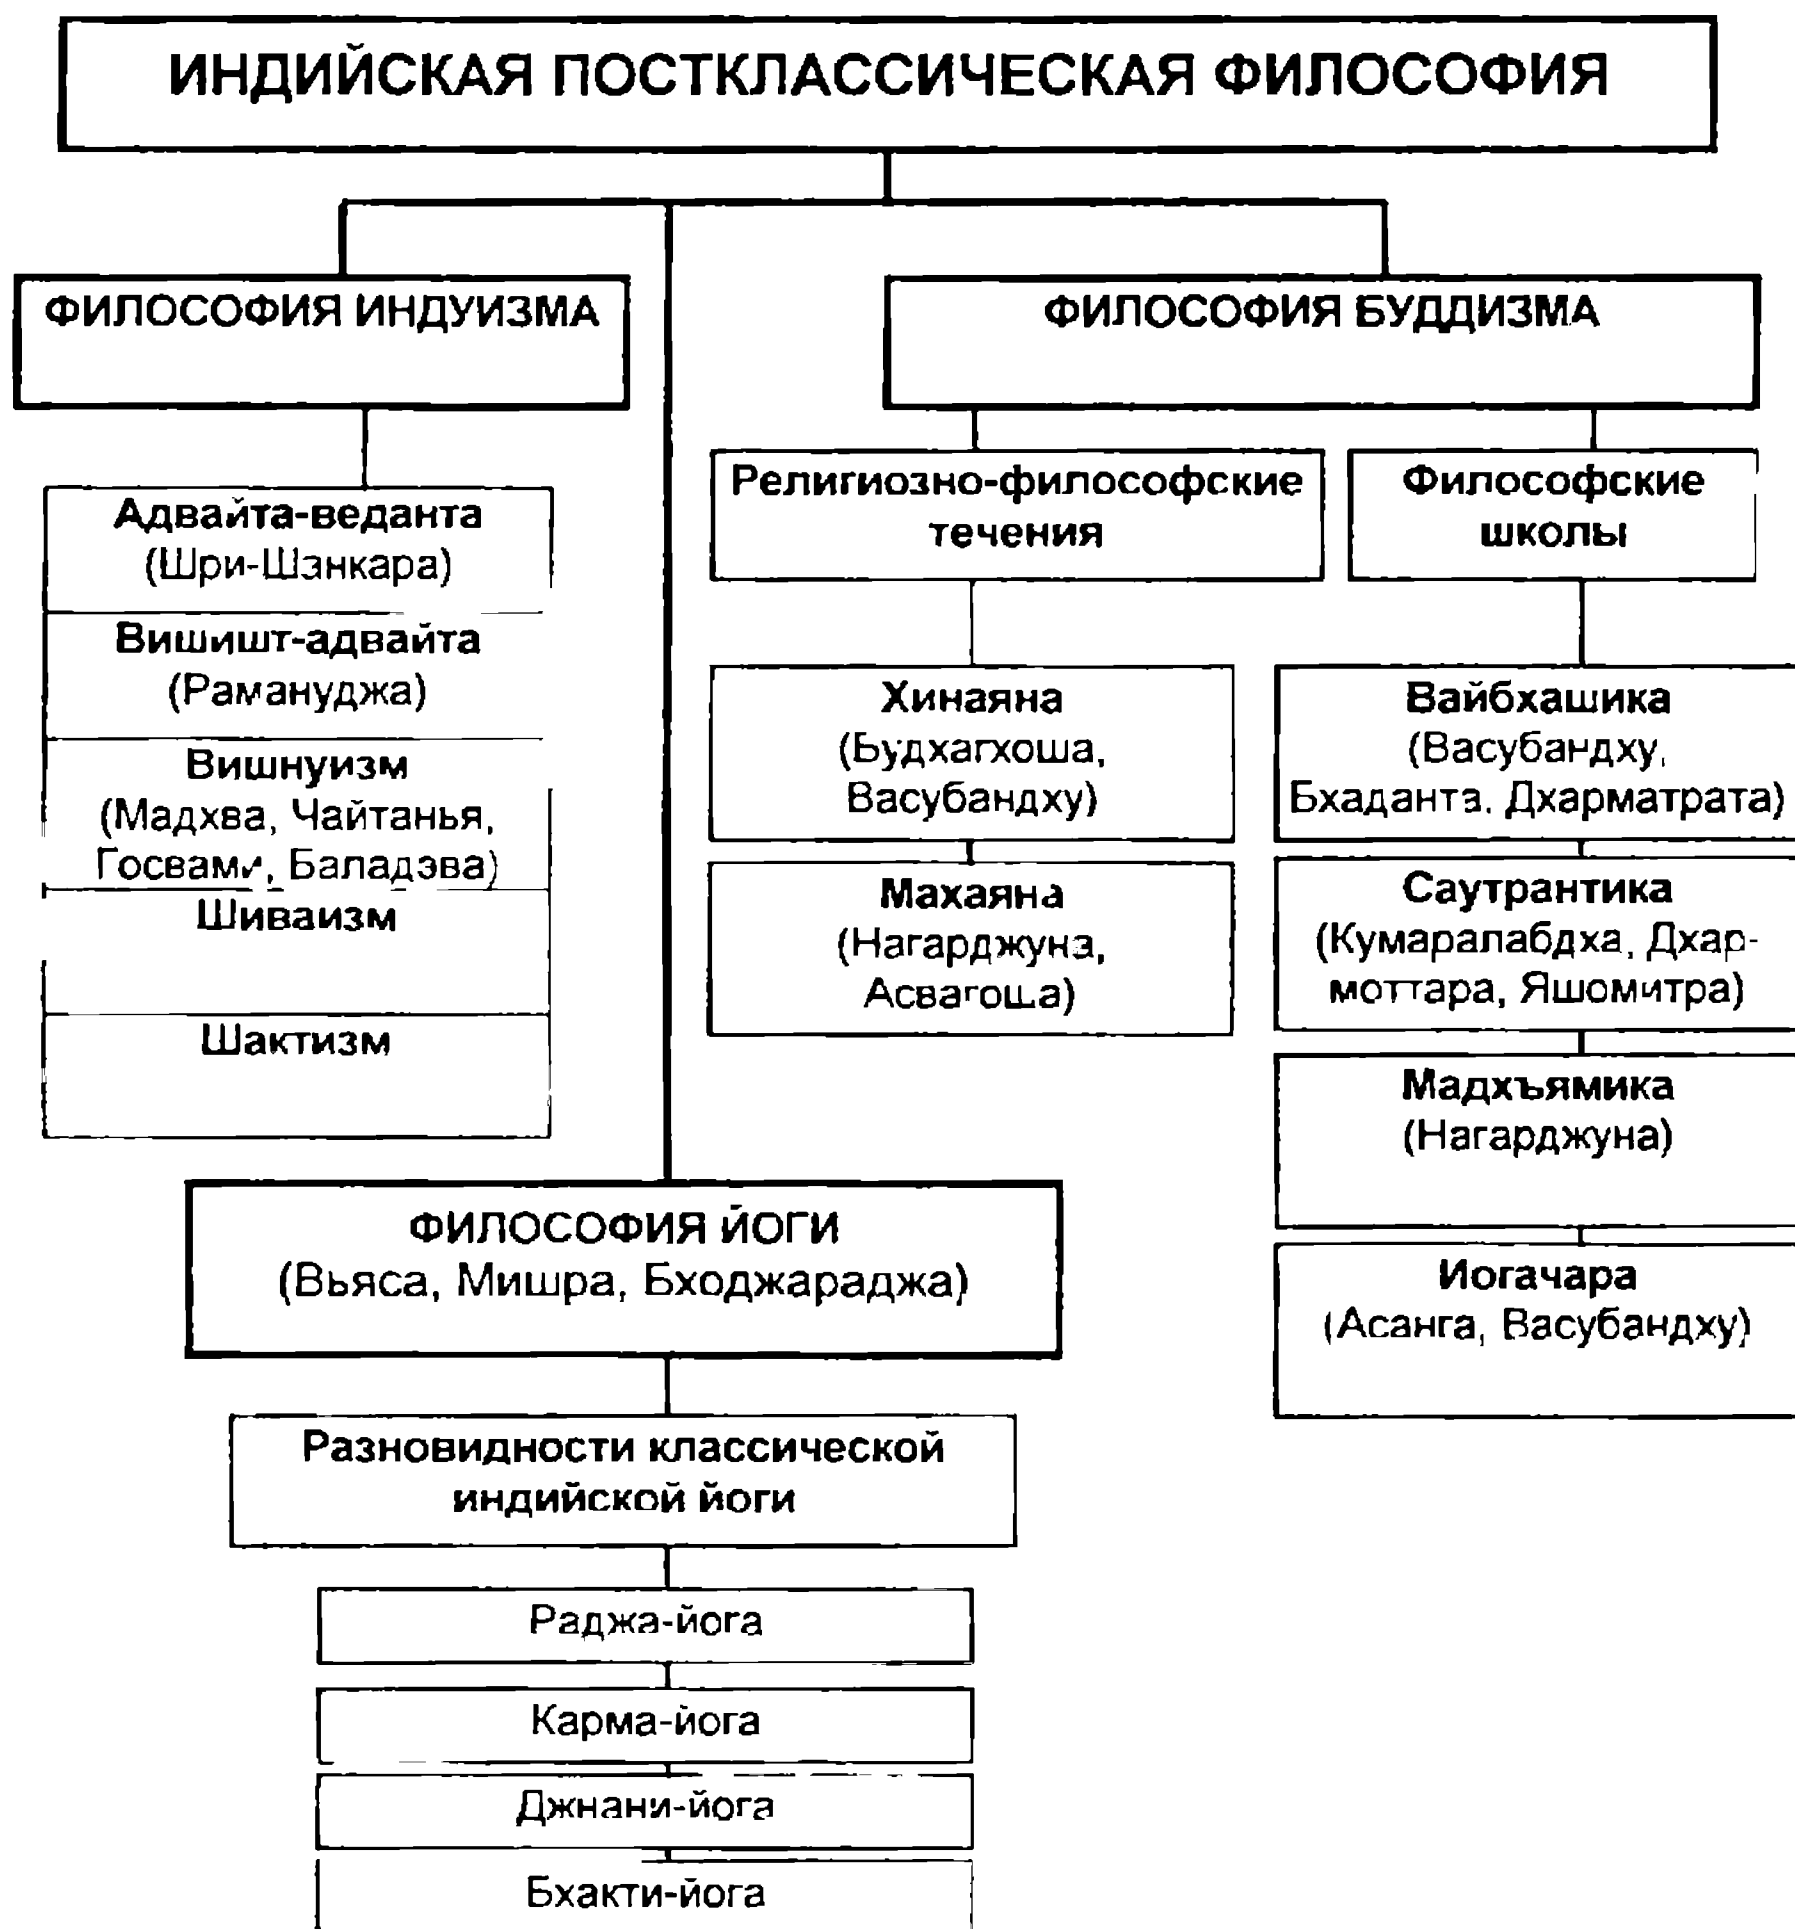 ИНДИЙСКАЯ ПОСТКЛАССИЧЕСКАЯ ФИЛОСОФИЯ
ФИЛОСОФИЯ ИНДУИЗМА
Адвайта-веданта
(Шри-Шанкара)
Вишишт-адвайта
(Рамануджа)
Вишнуизм
(Мадхва, Чайтанья,
Госвами, Баладэва)
Шиваизм
Шактизм
ФИЛОСОФИЯ БУДДИЗМА
Религиозно-философские
течения
Хинаяна
(Будхагхоша,
Васубандху)
Махаяна
(Нагарджуна,
Асвагоша)
Философские
школы
Вайбхашика
(Васубандху,
Бхаданта, Дхарматрата)
Саутрантика
(Кумаралабдха, Дхар-
моттара, Яшомитра)
Мадхъямика
(Нагарджуна)
Йогачара
(Асанга, Васубандху)
ФИЛОСОФИЯ ЙОГИ
(Вьяса, Мишра, Бходжараджа)
Разновидности классической
индийской йоги
Раджа-йога
Карма-йога
Джнани-йога
Бхакти-йога